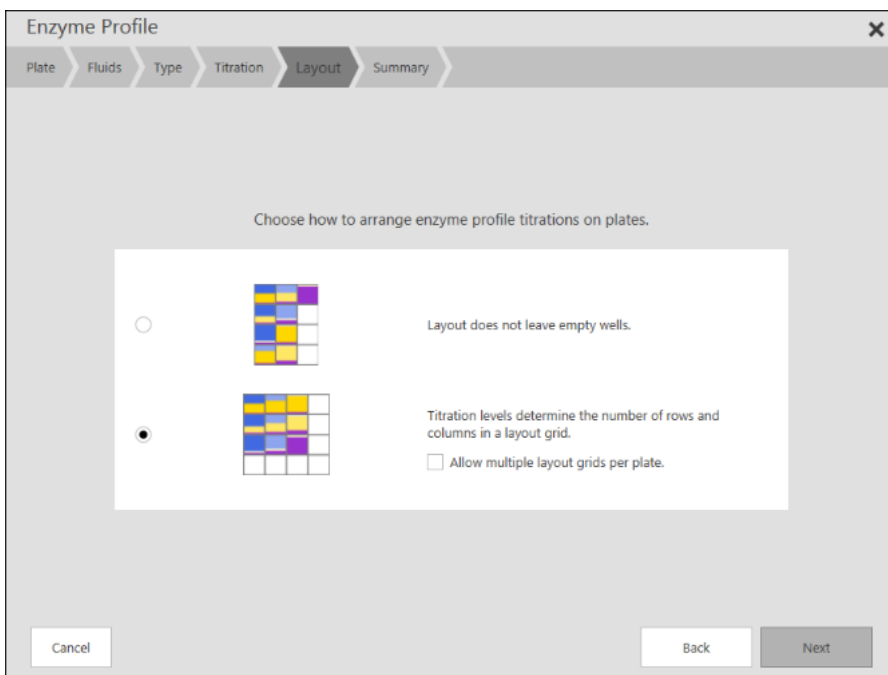 Enzyme Profile
Plate Fluids Type Titration Layout Summary
Choose how to arrange enzyme profile titrations on plates.
Layout does not leave empty wells.
Titration levels determine the number of rows and
columns in a layout grid.
Allow multiple layout grids per plate.
Cancel Back Next